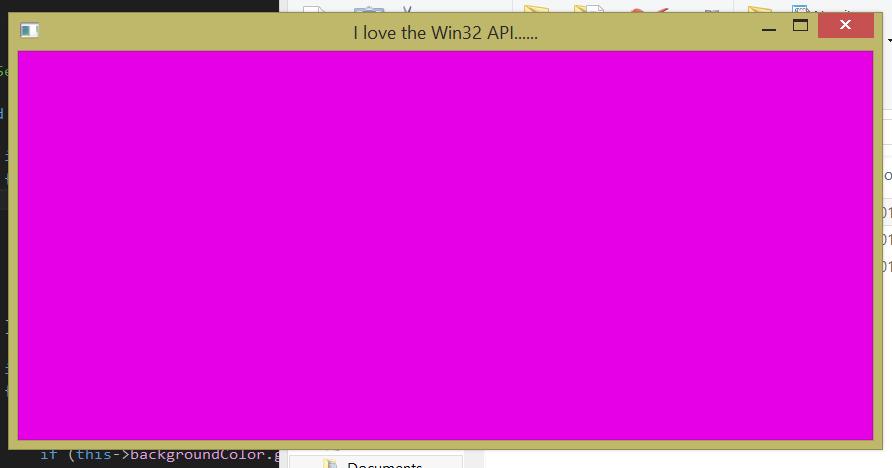 I love the Win32 API......
if (this->backgroundColor.g
Documents